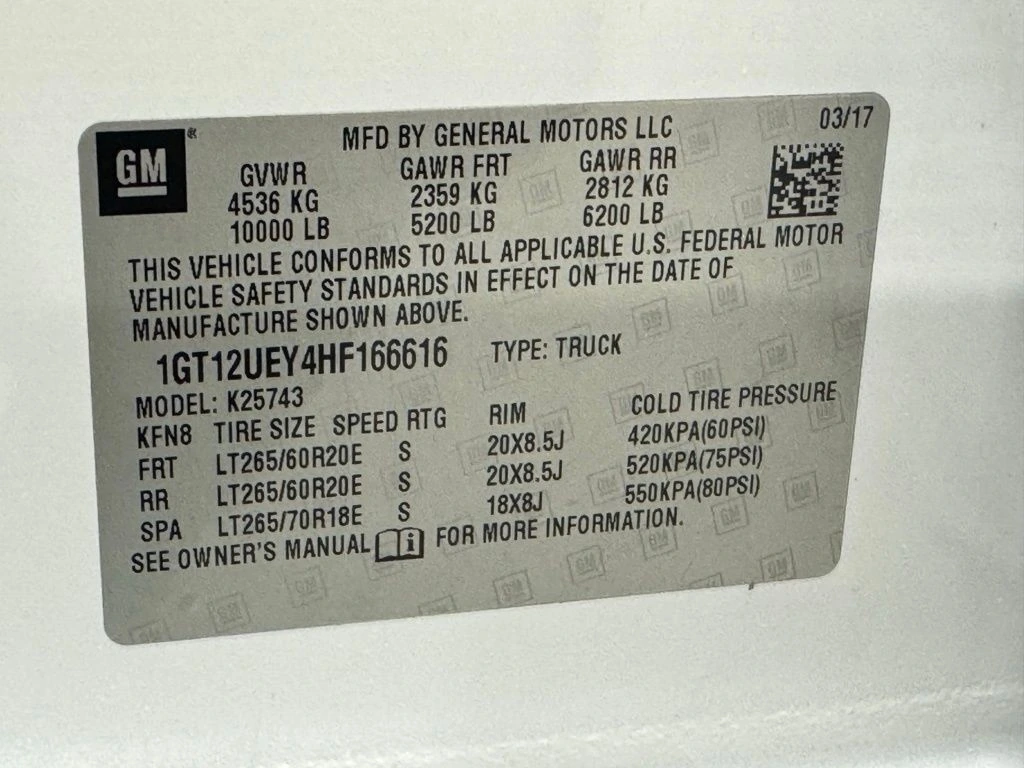 GM
MFD BY GENERAL MOTORS LLC 03/17
GVWR GAWR FRT GAWR RR
4536 KG 2359 KG 2812 KG
10000 LB 5200 LB 6200 LB
THIS VEHICLE CONFORMS TO ALL APPLICABLE U.S. FEDERAL MOTOR
VEHICLE SAFETY STANDARDS IN EFFECT ON THE DATE OF
MANUFACTURE SHOWN ABOVE.
1GT12UEY4HF166616 TYPE: TRUCK
MODEL: K25743
KFN8 TIRE SIZE SPEED RTG RIM COLD TIRE PRESSURE
FRT LT265/60R20E S 20X8.5J 420KPA(60PSI)
RR LT265/60R20E S 20X8.5J 520KPA(75PSI)
SPA LT265/70R18E S 18X8J 550KPA(80PSI)
SEE OWNER'S MANUAL i FOR MORE INFORMATION.